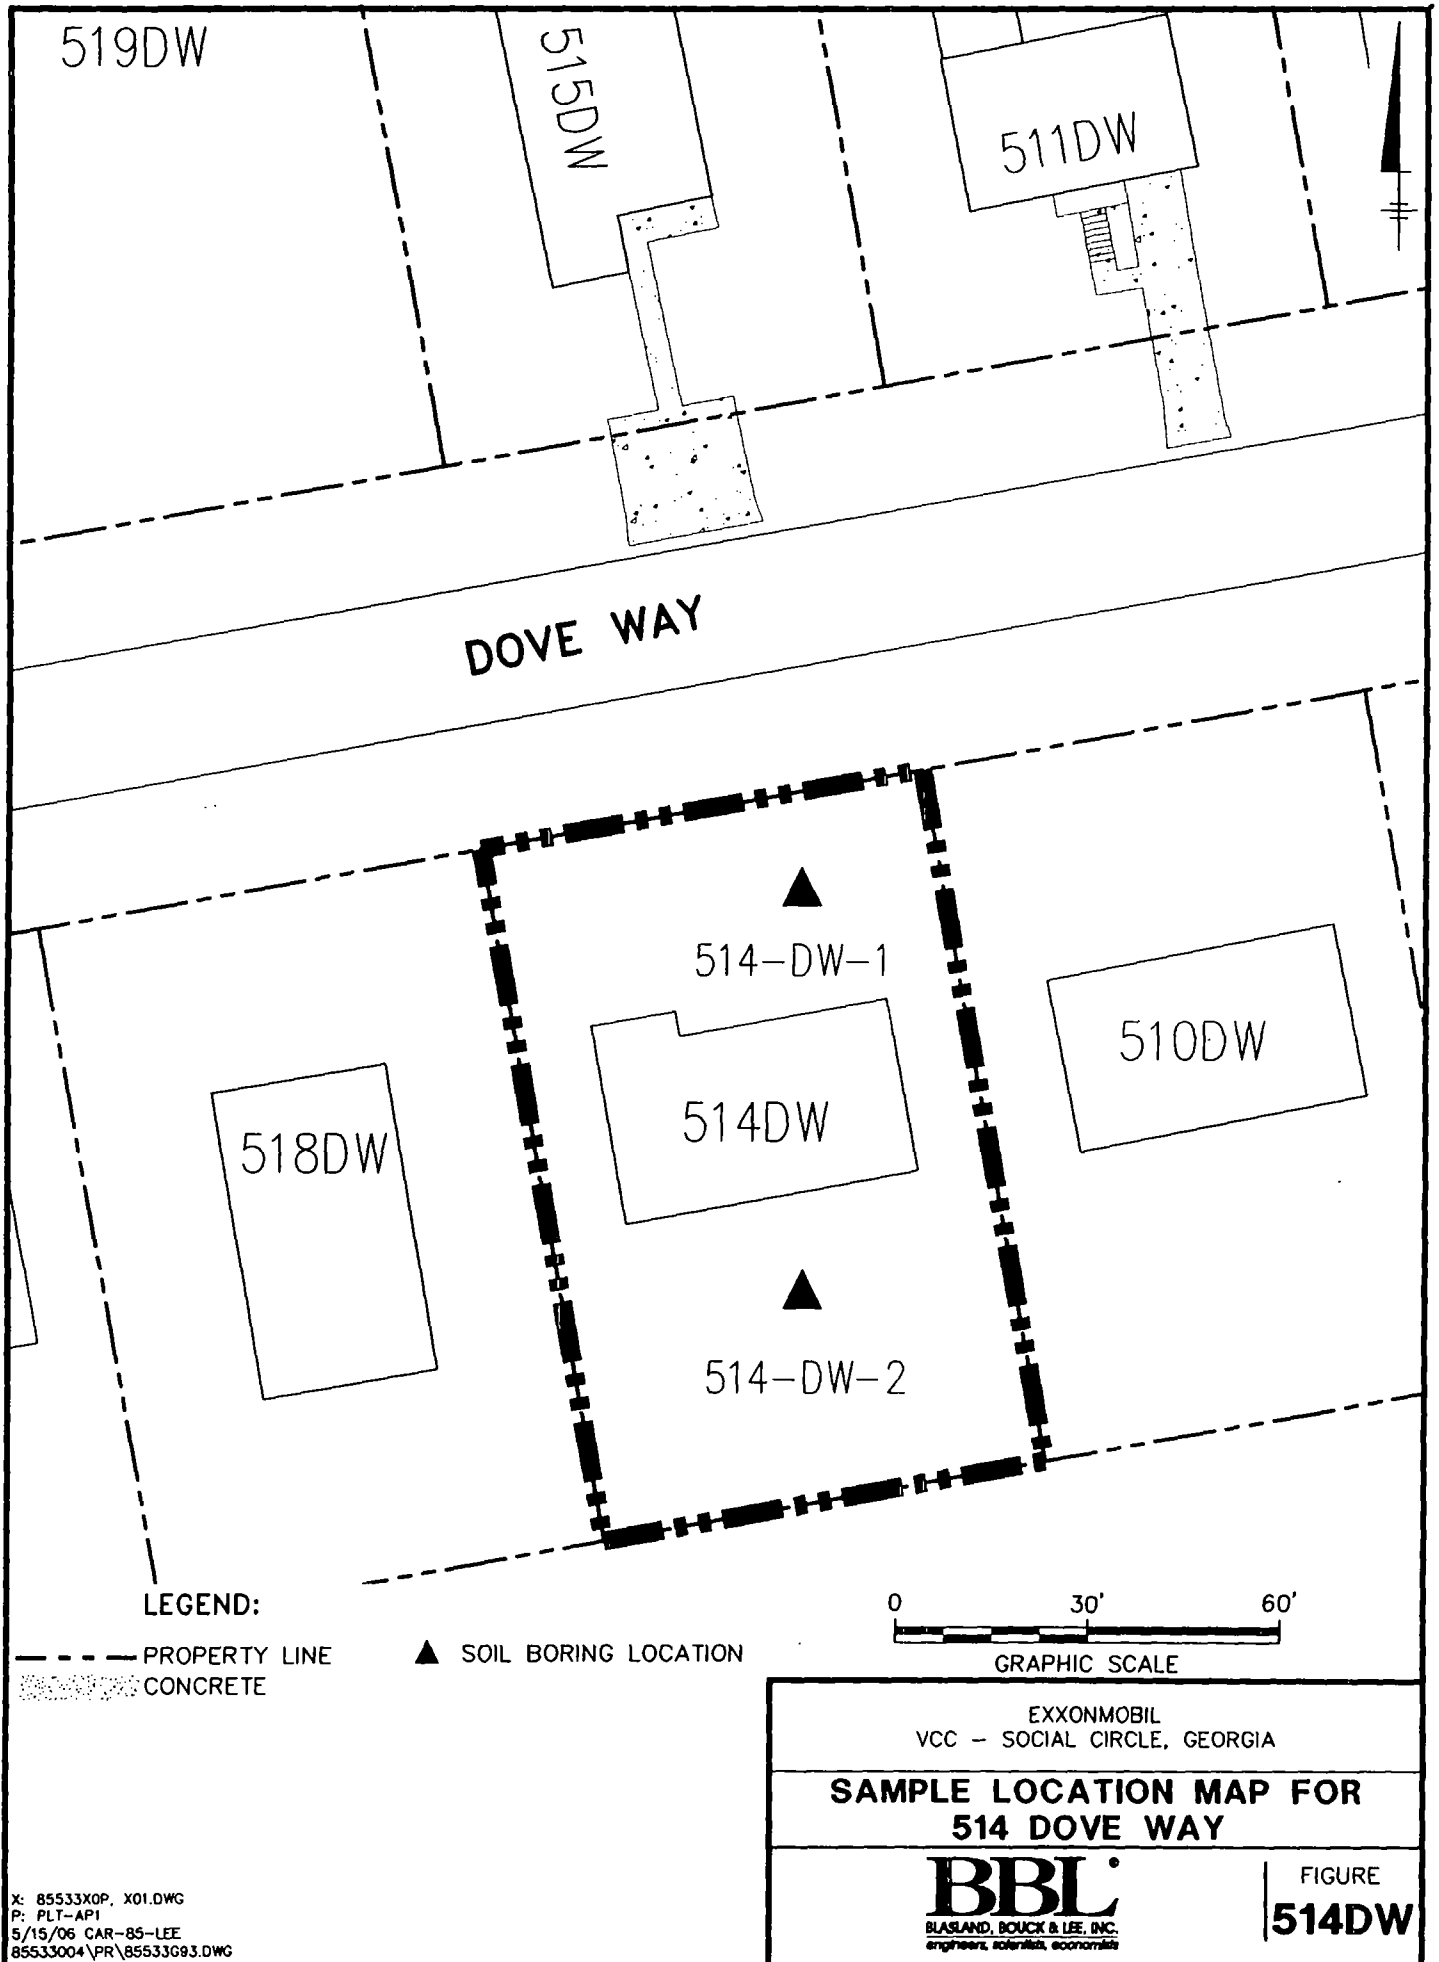 519DW
515DW
511DW
DOVE WAY
514-DW-1
510DW
514DW
518DW
514-DW-2
LEGEND:
PROPERTY LINE
SOIL BORING LOCATION
CONCRETE
0 30' 60'
GRAPHIC SCALE
EXXONMOBIL
VCC - SOCIAL CIRCLE, GEORGIA
SAMPLE LOCATION MAP FOR
514 DOVE WAY
BBL
BLASLAND, BOUCK & LEE, INC.
engineers, scientists, economists
FIGURE
514DW
X: 85533X0P, X01.DWG
P: PLT-AP1
5/15/06 CAR-85-LEE
85533004\PR\85533G93.DWG